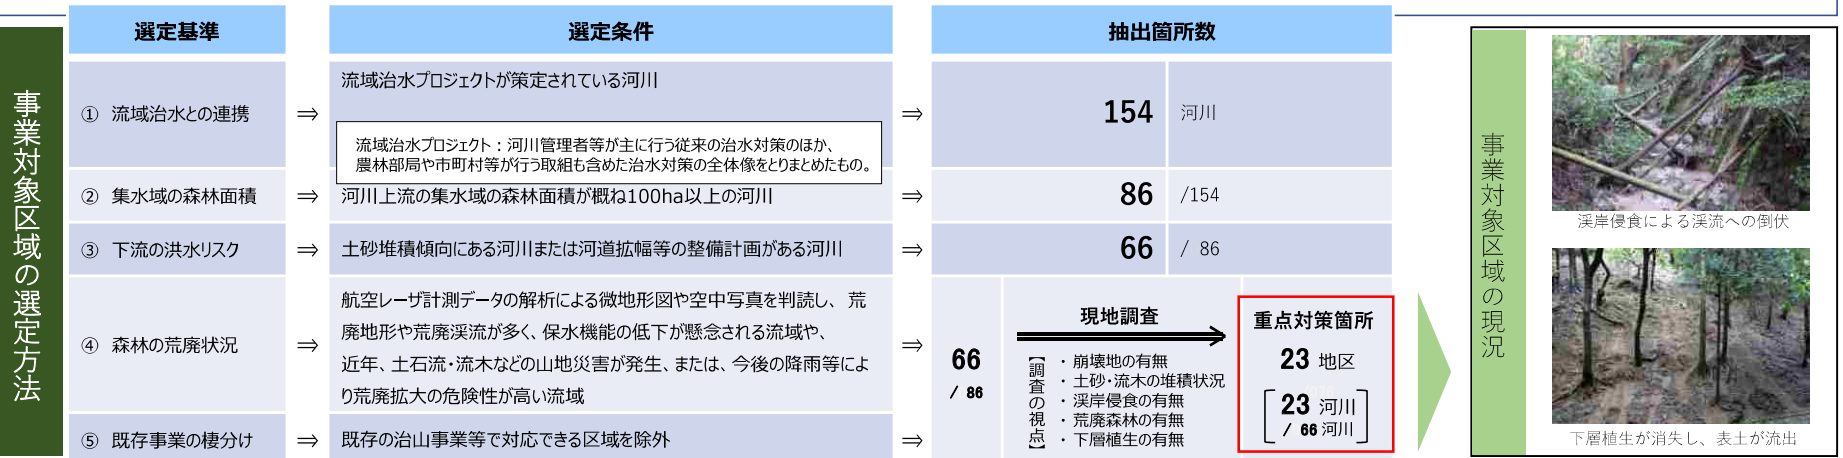 事業対象区域の選定方法
選定基準
選定条件
抽出箇所数
① 流域治水との連携
⇒
流域治水プロジェクトが策定されている河川
流域治水プロジェクト：河川管理者等が主に行う従来の治水対策のほか、
農林部局や市町村等が行う取組も含めた治水対策の全体像をとりまとめたもの。
⇒
154 河川
② 集水域の森林面積
⇒
河川上流の集水域の森林面積が概ね100ha以上の河川
⇒
86 /154
③ 下流の洪水リスク
⇒
土砂堆積傾向にある河川または河道拡幅等の整備計画がある河川
⇒
66 / 86
④ 森林の荒廃状況
⇒
航空レーザ計測データの解析による微地形図や空中写真を判読し、荒
廃地形や荒廃渓流が多く、保水機能の低下が懸念される流域や、
近年、土石流・流木などの山地災害が発生、または、今後の降雨等によ
り荒廃拡大の危険性が高い流域
⇒
66
/ 86
⑤ 既存事業の棲分け
⇒
既存の治山事業等で対応できる区域を除外
⇒
現地調査
【調査の視点】
・ 崩壊地の有無
・ 土砂・流木の堆積状況
・ 渓岸侵食の有無
・ 荒廃森林の有無
・ 下層植生の有無
重点対策箇所
23 地区
23 河川
/ 66 河川
事業対象区域の現況
渓岸侵食による渓流への倒伏
下層植生が消失し、表土が流出